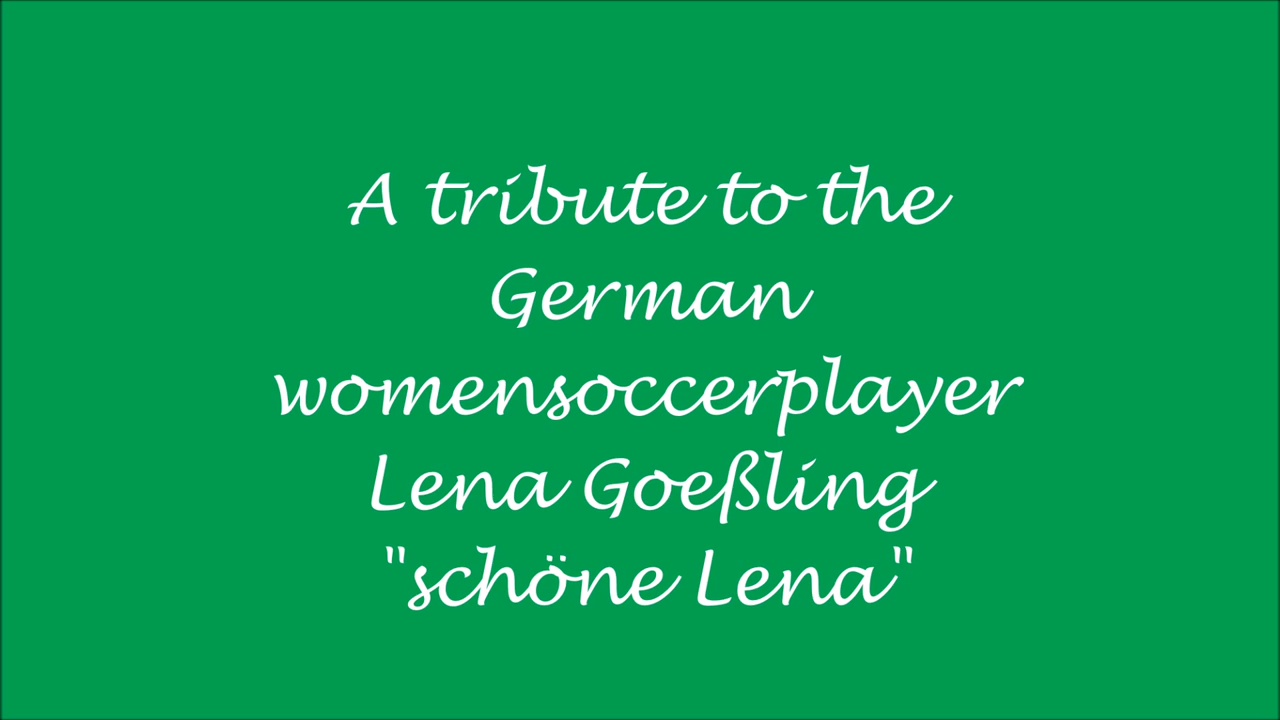 A tribute to the
German
womensoccerplayer
Lena Goeßling
"schöne Lena"